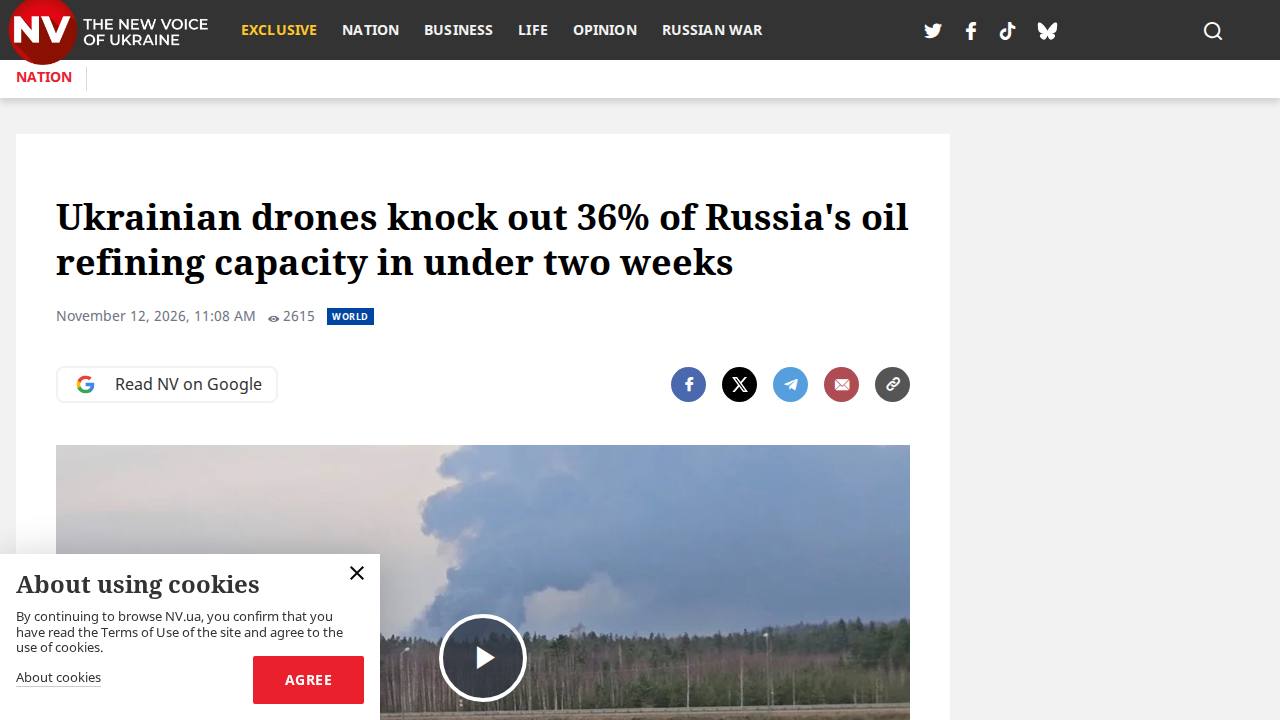 NV THE NEW VOICE
OF UKRAINE
EXCLUSIVE NATION BUSINESS LIFE OPINION RUSSIAN WAR
NATION
Ukrainian drones knock out 36% of Russia's oil
refining capacity in under two weeks
November 12, 2026, 11:08 AM 2615 WORLD
Read NV on Google
About using cookies
By continuing to browse NV.ua, you confirm that you
have read the Terms of Use of the site and agree to the
use of cookies.
About cookies
AGREE